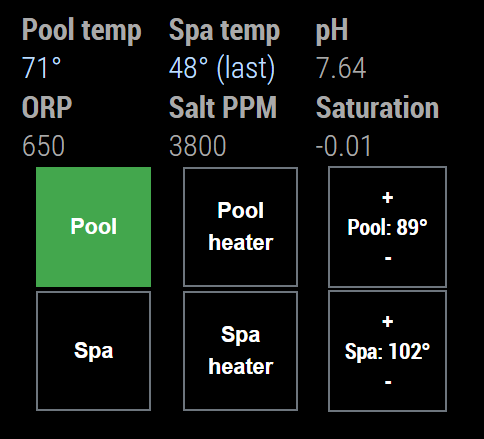 Pool temp Spa temp pH
71° 48° (last) 7.64
ORP Salt PPM Saturation
650 3800 -0.01
Pool
Pool
heater
+
Pool: 89°
-
Spa
Spa
heater
+
Spa: 102°
-